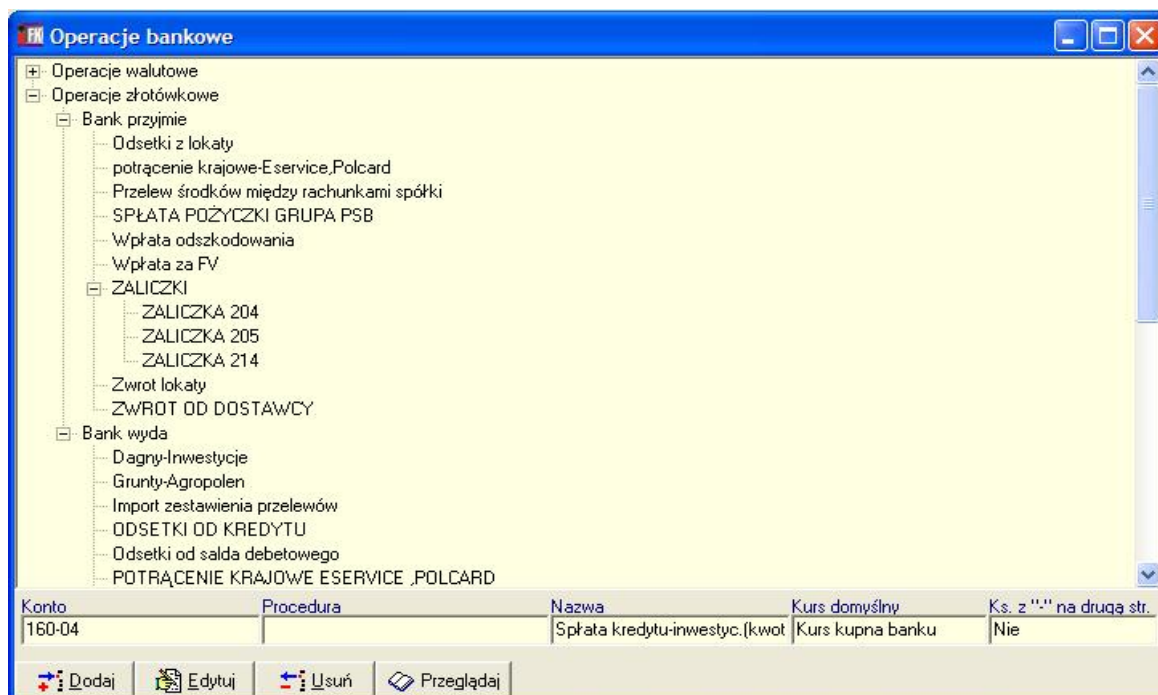 FK Operacje bankowe
Operacje walutowe
Operacje złotówkowe
Bank przyjmie
Odsetki z lokaty
potrącenie krajowe-Eservice,Polcard
Przelew środków między rachunkami spółki
SPŁATA POŻYCZKI GRUPA PSB
Wpłata odszkodowania
Wpłata za FV
ZALICZKI
ZALICZKA 204
ZALICZKA 205
ZALICZKA 214
Zwrot lokaty
ZWROT OD DOSTAWCY
Bank wyda
Dagny-Inwestycje
Grunty-Agropolen
Import zestawienia przelewów
ODSETKI OD KREDYTU
Odsetki od salda debetowego
POTRĄCENIE KRAJOWE ESERVICE ,POLCARD
Konto Procedura Nazwa Kurs domyślny Ks. z "-" na drugą str.
160-04 Spłata kredytu-inwestyc.(kwot Kurs kupna banku Nie
Dodaj Edytuj Usuń Przeglądaj